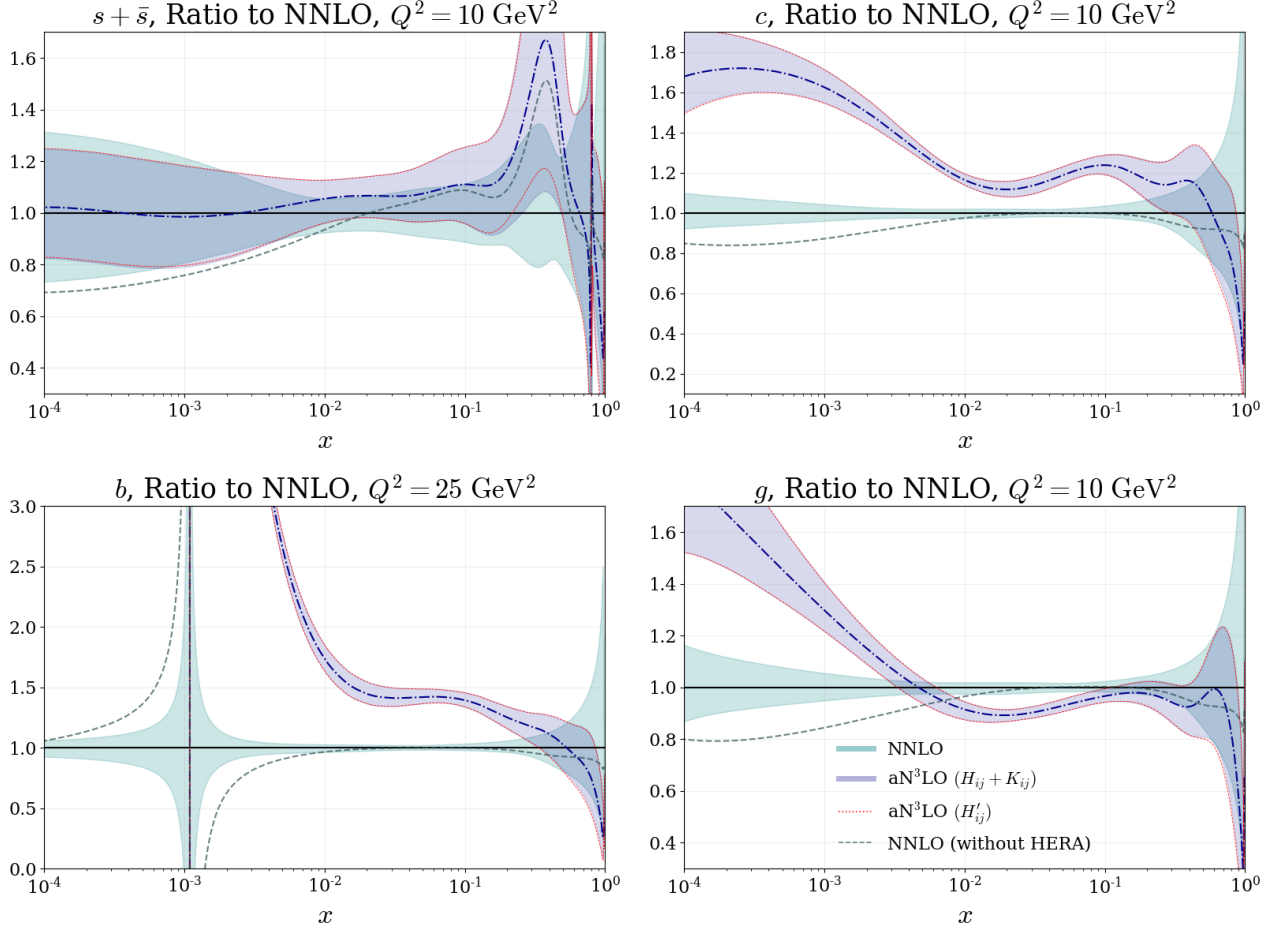 s + s̄, Ratio to NNLO, Q² = 10 GeV²
1.6
1.4
1.2
1.0
0.8
0.6
0.4
10⁻⁴ 10⁻³ 10⁻² 10⁻¹ 10⁰
x
c, Ratio to NNLO, Q² = 10 GeV²
1.8
1.6
1.4
1.2
1.0
0.8
0.6
0.4
0.2
10⁻⁴ 10⁻³ 10⁻² 10⁻¹ 10⁰
x
b, Ratio to NNLO, Q² = 25 GeV²
3.0
2.5
2.0
1.5
1.0
0.5
0.0
10⁻⁴ 10⁻³ 10⁻² 10⁻¹ 10⁰
x
g, Ratio to NNLO, Q² = 10 GeV²
1.6
1.4
1.2
1.0
0.8
0.6
0.4
NNLO
aN³LO (H_{ij} + K_{ij})
aN³LO (H′_{ij})
NNLO (without HERA)
10⁻⁴ 10⁻³ 10⁻² 10⁻¹ 10⁰
x